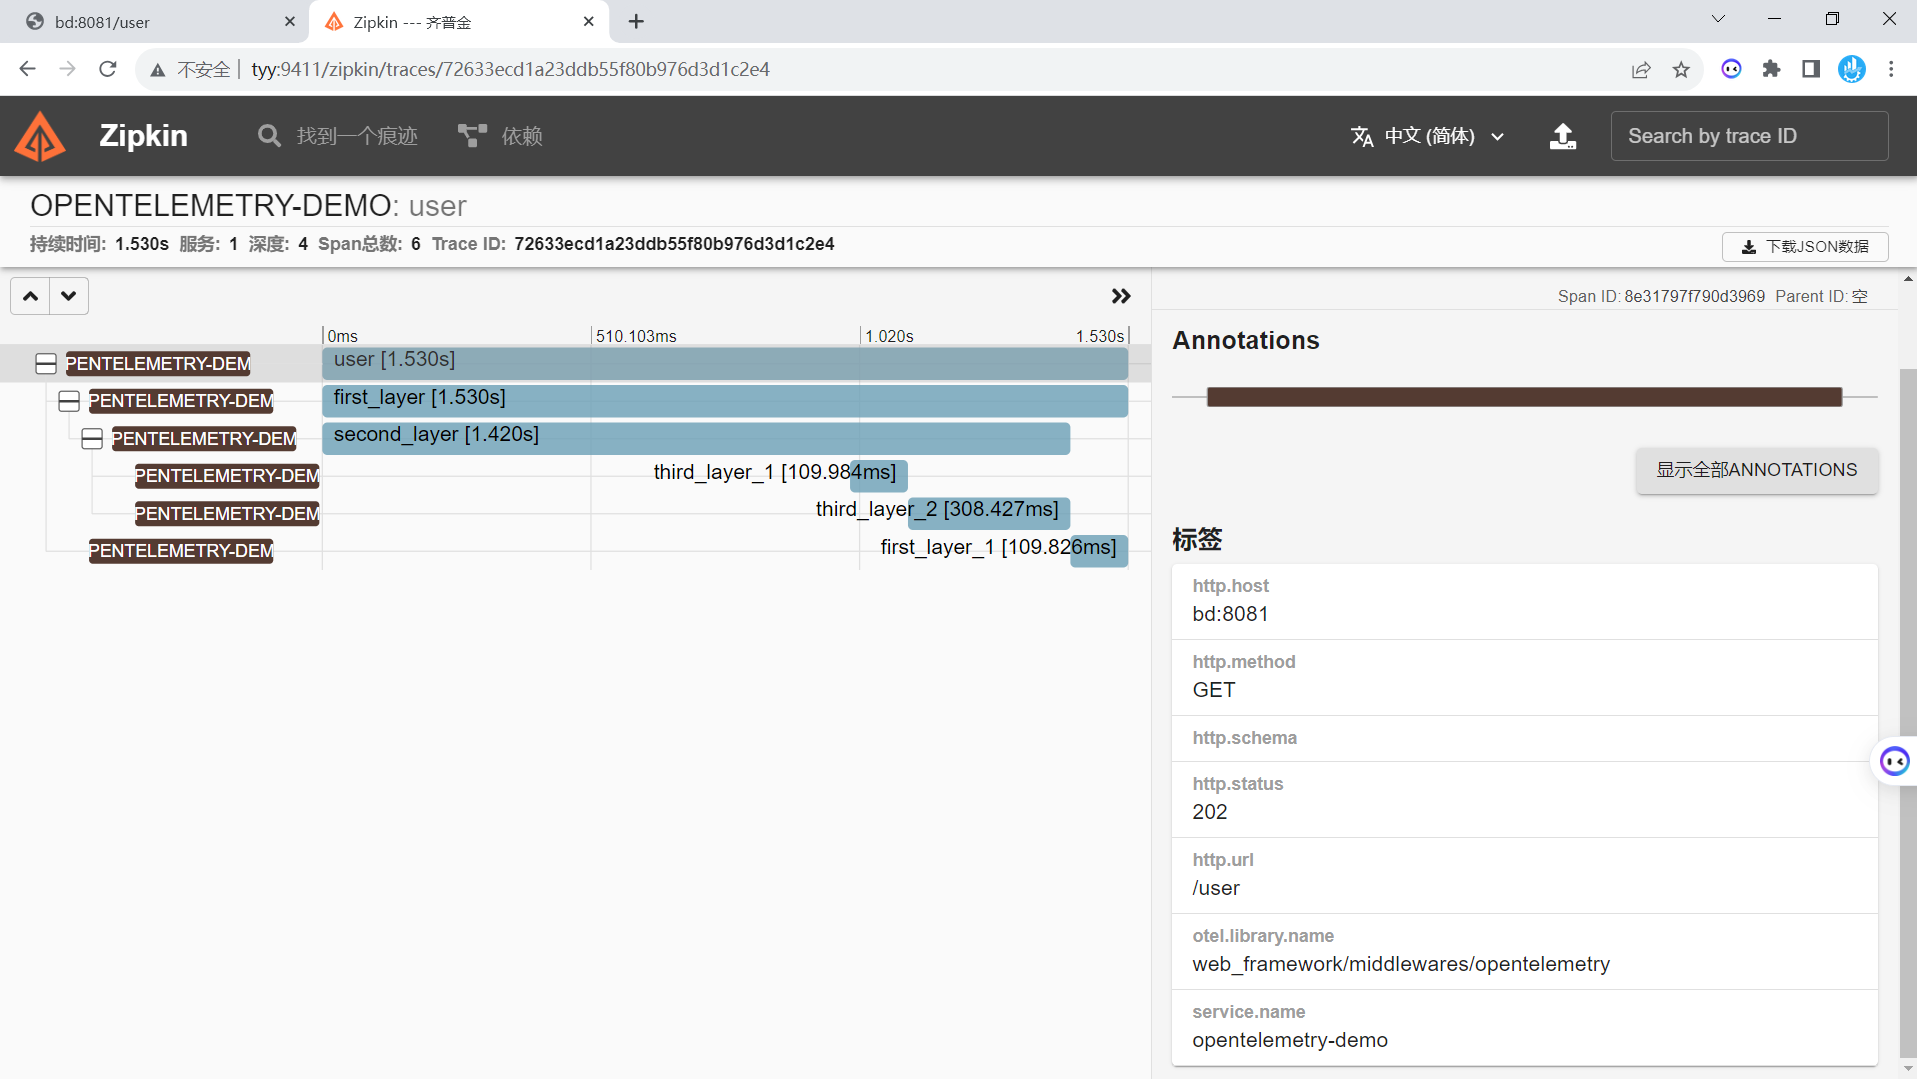 bd:8081/user
Zipkin --- 齐普金
不安全 tyy:9411/zipkin/traces/72633ecd1a23ddb55f80b976d3d1c2e4
Zipkin 找到一个痕迹 依赖 中文 (简体) Search by trace ID
OPENTELEMETRY-DEMO: user
持续时间: 1.530s 服务: 1 深度: 4 Span总数: 6 Trace ID: 72633ecd1a23ddb55f80b976d3d1c2e4
下载JSON数据
0ms 510.103ms 1.020s 1.530s
PENTELEMETRY-DEM user [1.530s]
PENTELEMETRY-DEM first_layer [1.530s]
PENTELEMETRY-DEM second_layer [1.420s]
PENTELEMETRY-DEM third_layer_1 [109.984ms]
PENTELEMETRY-DEM third_layer_2 [308.427ms]
PENTELEMETRY-DEM first_layer_1 [109.826ms]
Span ID: 8e31797f790d3969 Parent ID: 空
Annotations
显示全部ANNOTATIONS
标签
http.host
bd:8081
http.method
GET
http.schema
http.status
202
http.url
/user
otel.library.name
web_framework/middlewares/opentelemetry
service.name
opentelemetry-demo